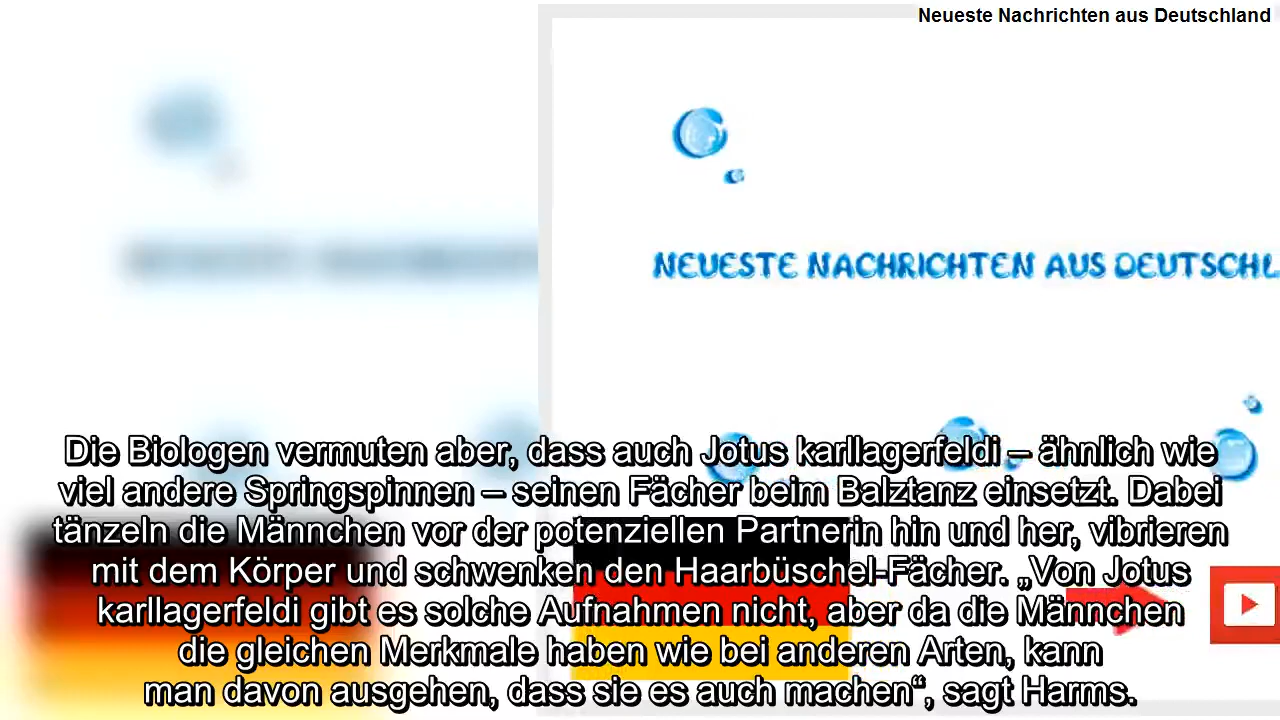 Neueste Nachrichten aus Deutschland
NEUESTE NACHRICHTEN AUS DEUTSCHL
Die Biologen vermuten aber, dass auch Jotus karllagerfeldi – ähnlich wie
viel andere Springspinnen – seinen Fächer beim Balztanz einsetzt. Dabei
tänzeln die Männchen vor der potenziellen Partnerin hin und her, vibrieren
mit dem Körper und schwenken den Haarbüschel-Fächer. „Von Jotus
karllagerfeldi gibt es solche Aufnahmen nicht, aber da die Männchen
die gleichen Merkmale haben wie bei anderen Arten, kann
man davon ausgehen, dass sie es auch machen“, sagt Harms.